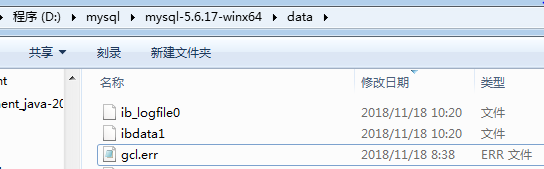 程序 (D:) ▸ mysql ▸ mysql-5.6.17-winx64 ▸ data ▸
共享 ▼ 刻录 新建文件夹
名称 修改日期 类型
ib_logfile0 2018/11/18 10:20 文件
ibdata1 2018/11/18 10:20 文件
gcl.err 2018/11/18 8:38 ERR 文件
nt
ment_java-20